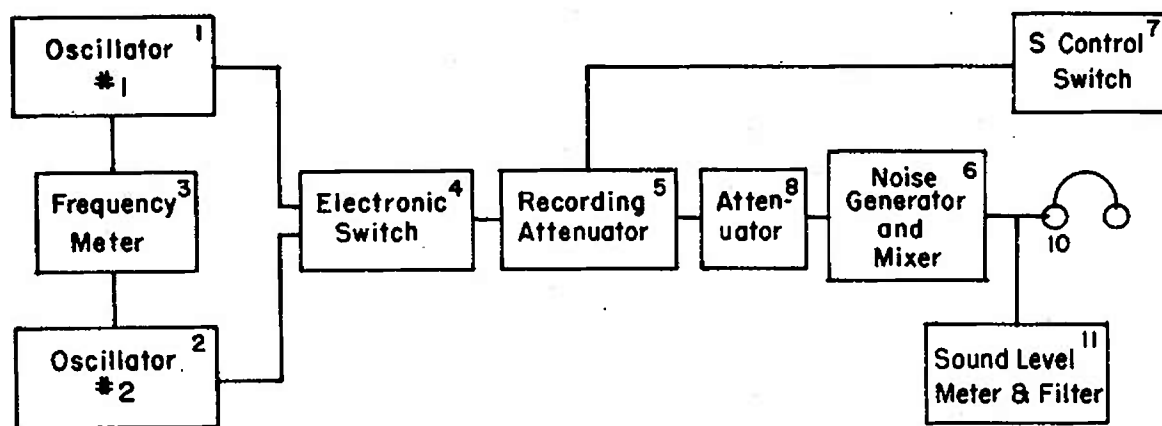 Oscillator 1
#1
S Control 7
Switch
Frequency 3
Meter
Electronic 4
Switch
Recording 5
Attenuator
Atten- 8
uator
Noise 6
Generator
and
Mixer
10
Oscillator 2
#2
Sound Level 11
Meter & Filter